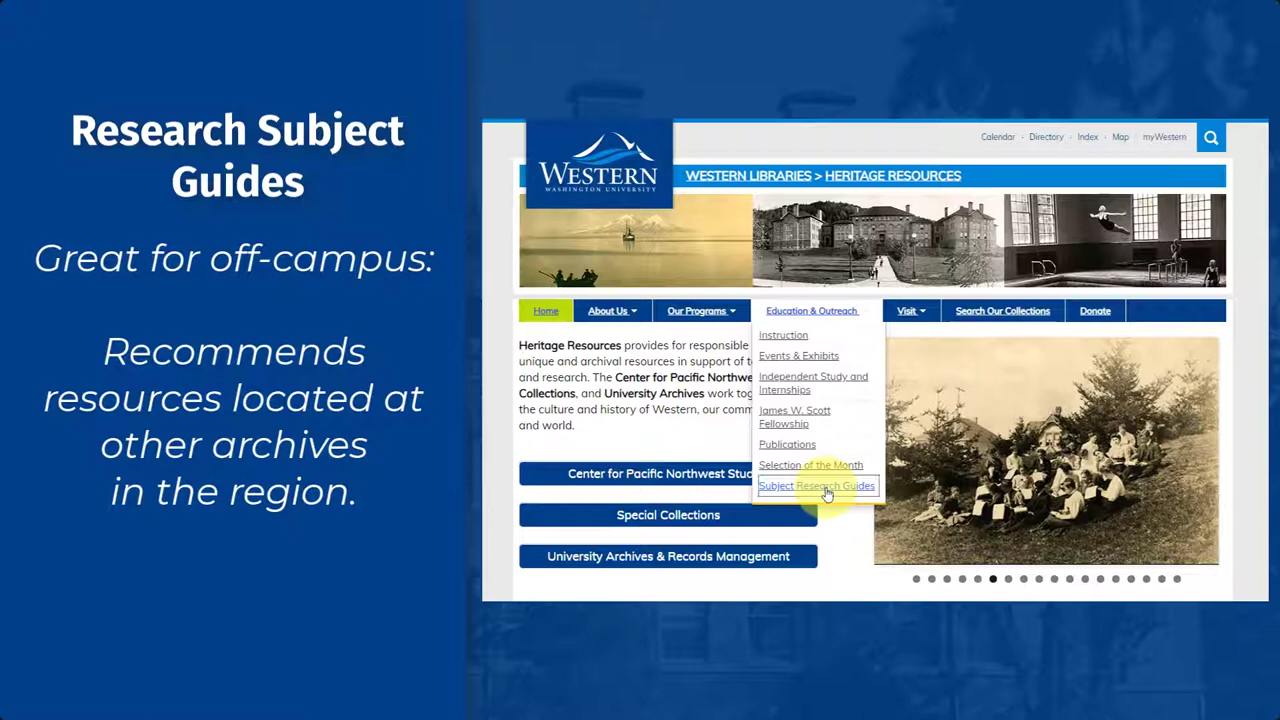 Research Subject
Guides
Great for off-campus:
Recommends
resources located at
other archives
in the region.
Calendar · Directory · Index · Map · myWestern
WESTERN
WASHINGTON UNIVERSITY
WESTERN LIBRARIES > HERITAGE RESOURCES
Home About Us Our Programs Education & Outreach Visit Search Our Collections Donate
Instruction
Events & Exhibits
Independent Study and
Internships
James W. Scott
Fellowship
Publications
Selection of the Month
Subject Research Guides
Heritage Resources provides for responsible
unique and archival resources in support of
and research. The Center for Pacific
Collections, and University Archives work
the culture and history of Western, our
and world.
Center for Pacific Northwest
Special Collections
University Archives & Records Management